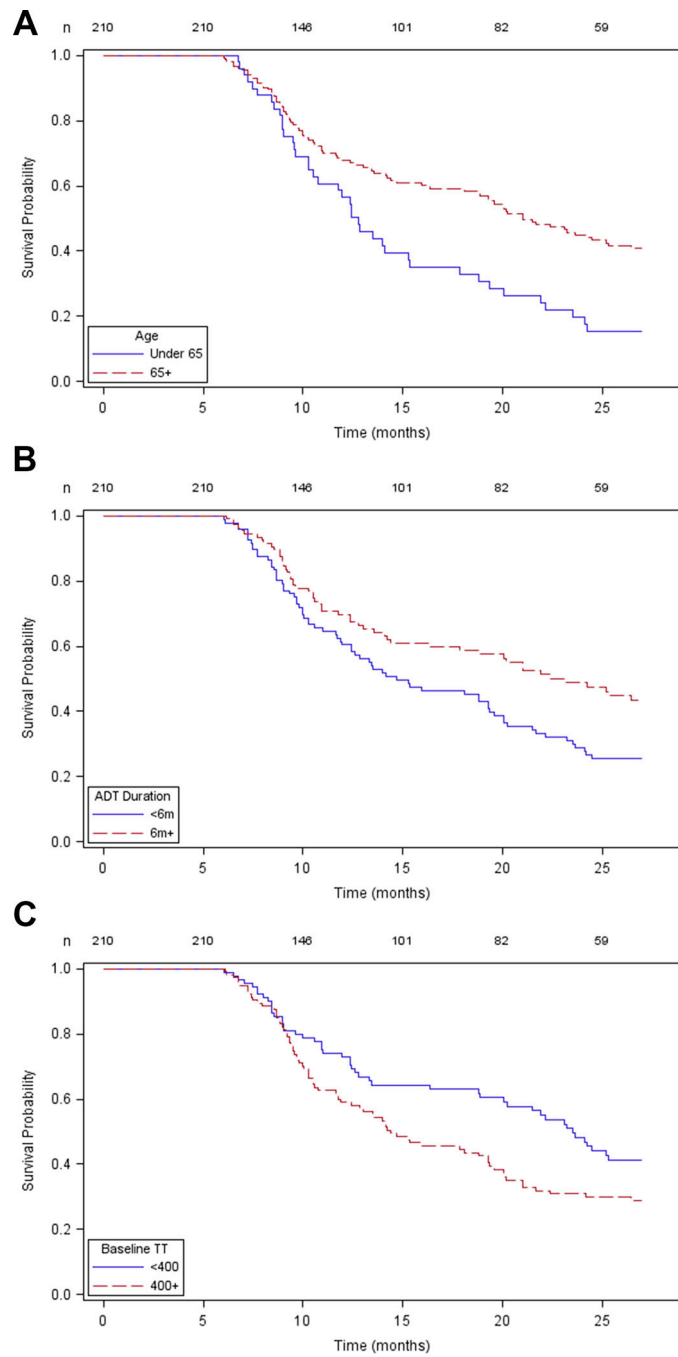 A
n 210 210 146 101 82 59
1.0
0.8
0.6
0.4
0.2
0.0
Survival Probability
Age
Under 65
65+
0 5 10 15 20 25
Time (months)
B
n 210 210 146 101 82 59
1.0
0.8
0.6
0.4
0.2
0.0
Survival Probability
ADT Duration
<6m
6m+
0 5 10 15 20 25
Time (months)
C
n 210 210 146 101 82 59
1.0
0.8
0.6
0.4
0.2
0.0
Survival Probability
Baseline TT
<400
400+
0 5 10 15 20 25
Time (months)